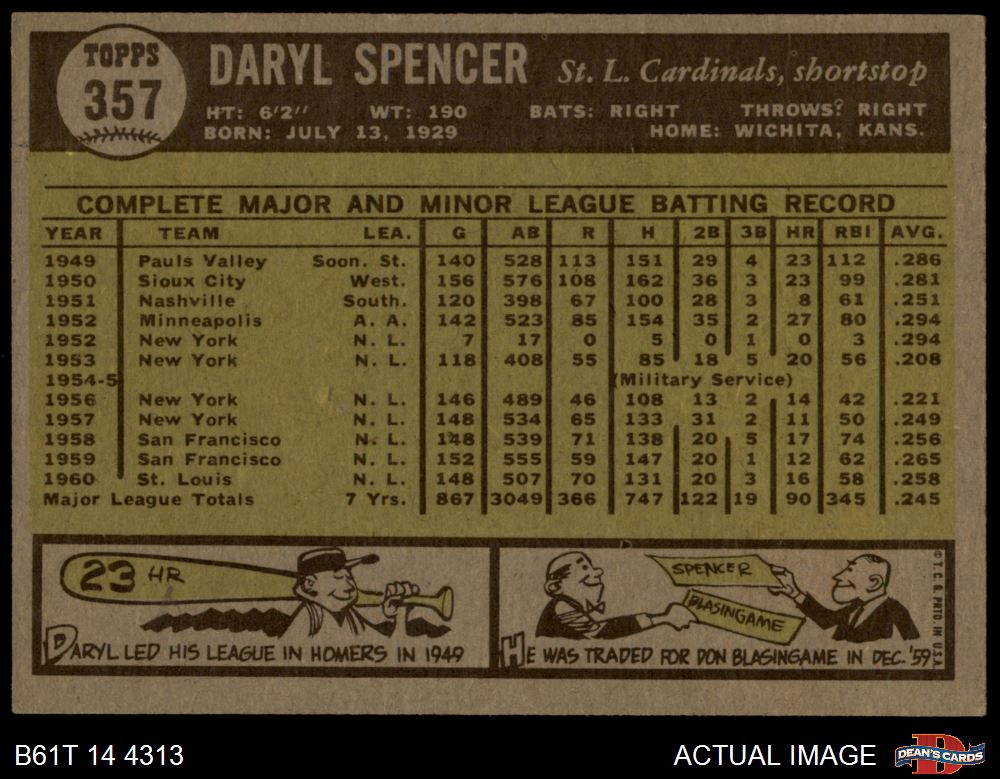 TOPPS
357
DARYL SPENCER St. L. Cardinals, shortstop
HT: 6'2" WT: 190 BATS: RIGHT THROWS: RIGHT
BORN: JULY 13, 1929 HOME: WICHITA, KANS.
COMPLETE MAJOR AND MINOR LEAGUE BATTING RECORD
YEAR TEAM LEA. G AB R H 2B 3B HR RBI AVG.
1949 Pauls Valley Soon. St. 140 528 113 151 29 4 23 112 .286
1950 Sioux City West. 156 576 108 162 36 3 23 99 .281
1951 Nashville South. 120 398 67 100 28 3 8 61 .251
1952 Minneapolis A. A. 142 523 85 154 35 2 27 80 .294
1952 New York N. L. 7 17 0 5 0 1 0 3 .294
1953 New York N. L. 118 408 55 85 18 5 20 56 .208
1954-5 (Military Service)
1956 New York N. L. 146 489 46 108 13 2 14 42 .221
1957 New York N. L. 148 534 65 133 31 2 11 50 .249
1958 San Francisco N. L. 148 539 71 138 20 5 17 74 .256
1959 San Francisco N. L. 152 555 59 147 20 1 12 62 .265
1960 St. Louis N. L. 148 507 70 131 20 3 16 58 .258
Major League Totals 7 Yrs. 867 3049 366 747 122 19 90 345 .245
23 HR
DARYL LED HIS LEAGUE IN HOMERS IN 1949
SPENCER
BLASINGAME
HE WAS TRADED FOR DON BLASINGAME IN DEC. '59
© T. C. G. PRTD. IN U.S.A.
B61T 14 4313
ACTUAL IMAGE
DEAN'S CARDS